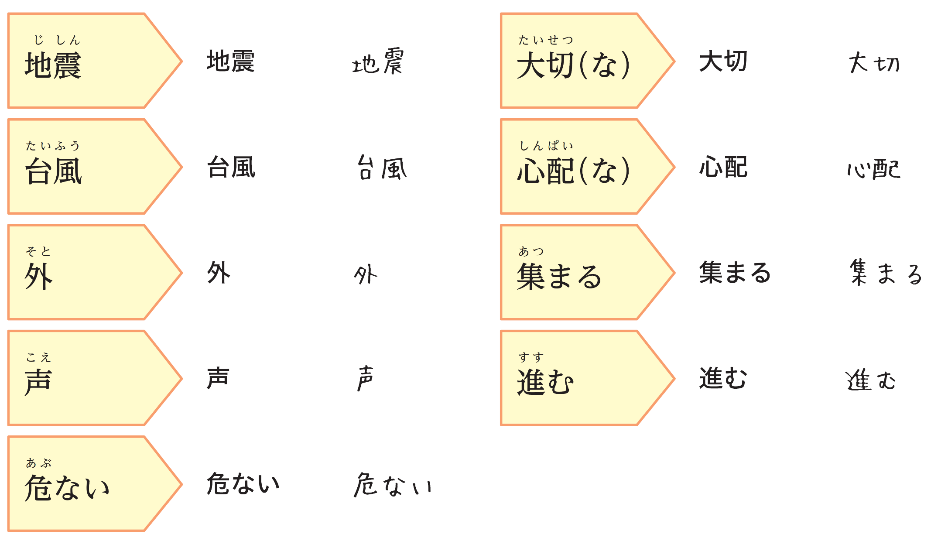 じ しん
地震 地震 地震
たいふう
台風 台風 台風
そと
外 外 外
こえ
声 声 声
あぶ
危ない 危ない 危ない
たいせつ
大切(な) 大切 大切
しんぱい
心配(な) 心配 心配
あつ
集まる 集まる 集まる
すす
進む 進む 進む